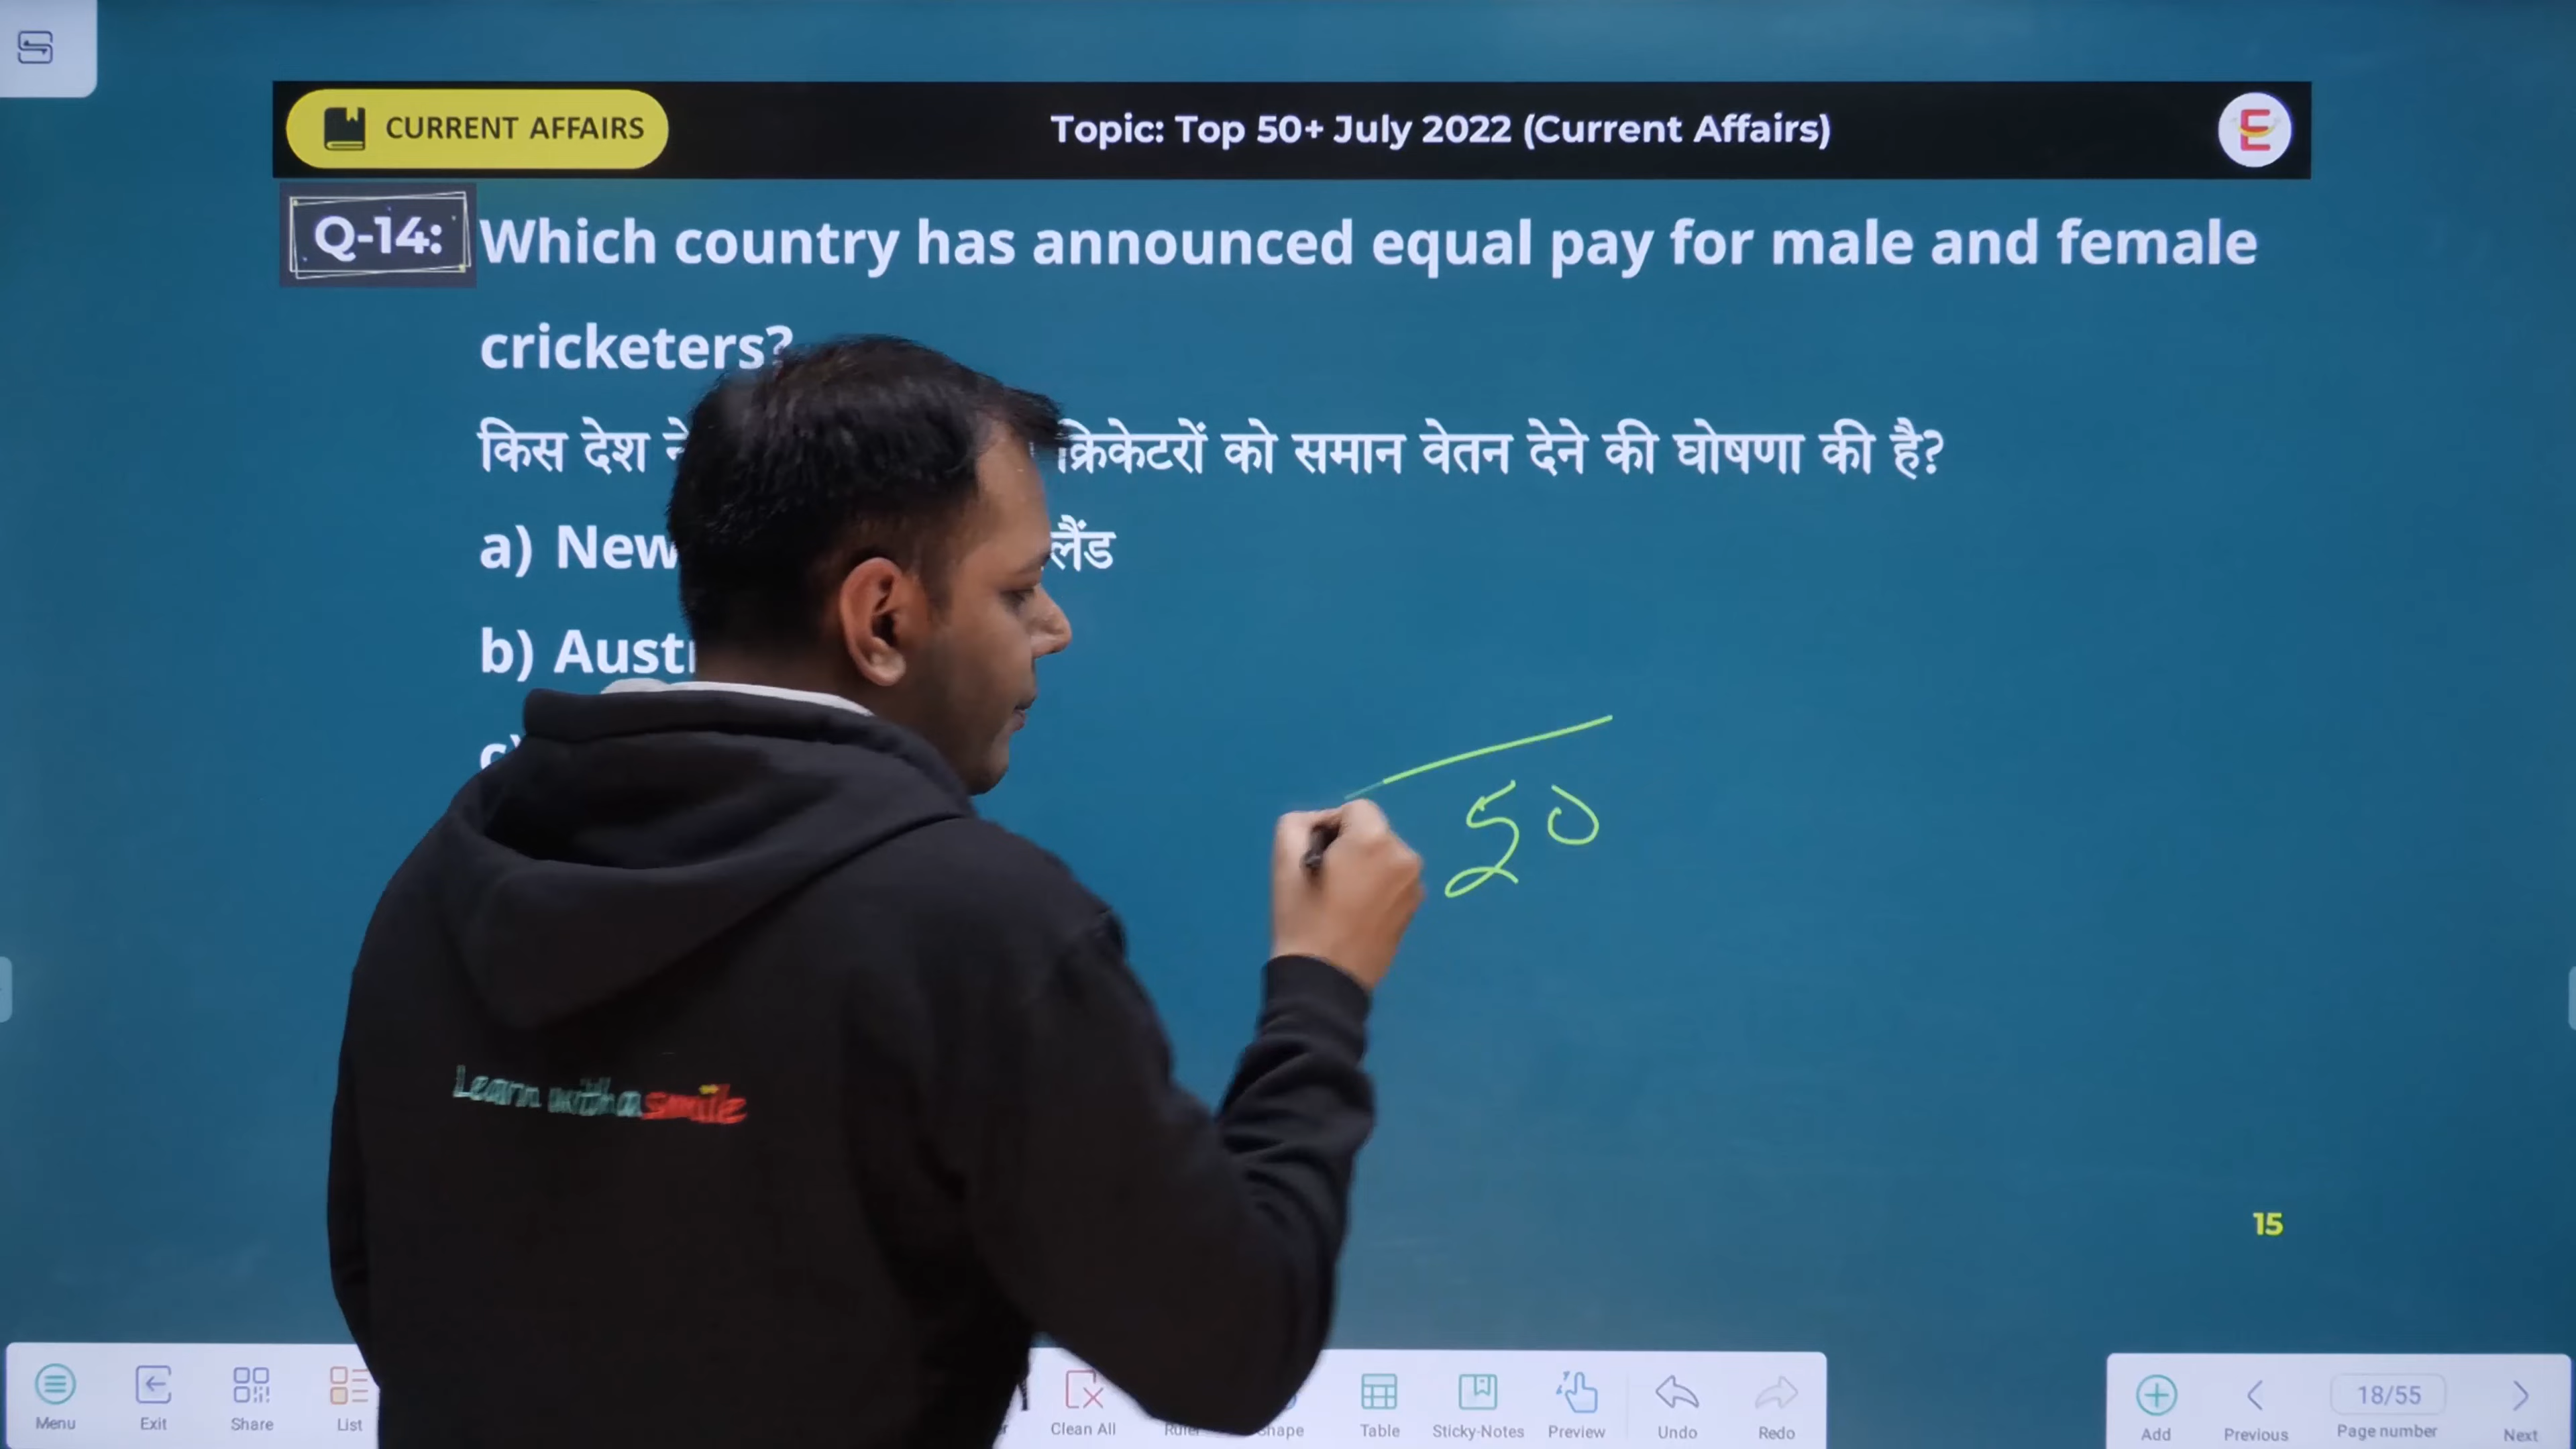 CURRENT AFFAIRS
Topic: Top 50+ July 2022 (Current Affairs)
E
Q-14: Which country has announced equal pay for male and female
cricketers?
किस देश ने क्रिकेटरों को समान वेतन देने की घोषणा की है?
a) New
b)
50
Learn with a smile
15
Menu Exit Share List Clean All Table Sticky-Notes Preview Undo Redo Add Previous 18/55 Page number Next